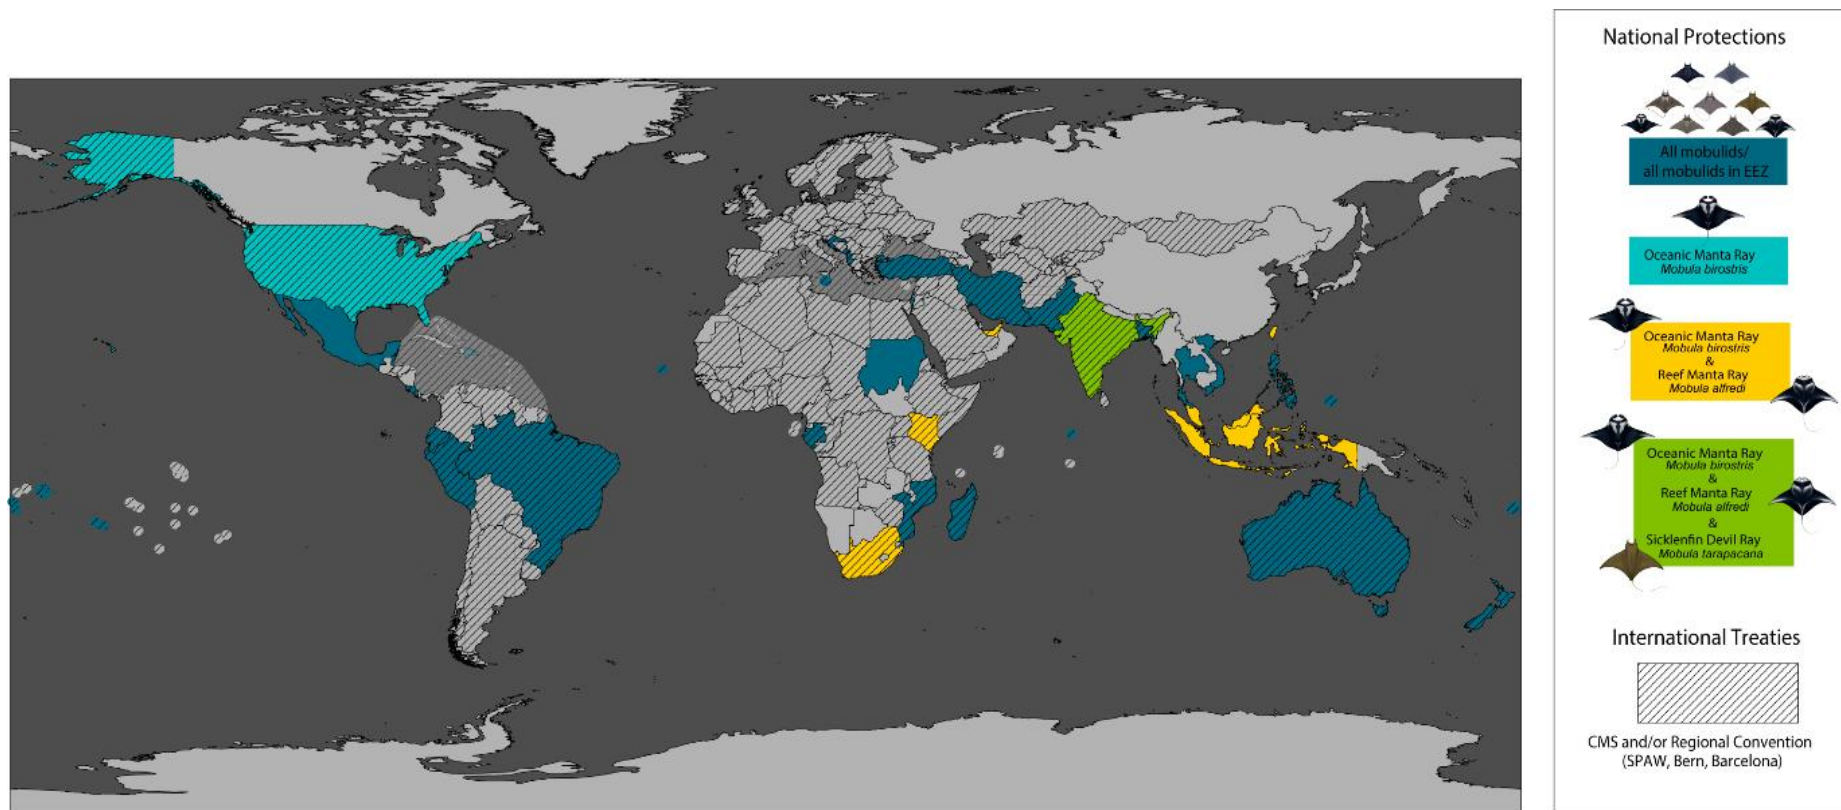 National Protections
All mobulids/
all mobulids in EEZ
Oceanic Manta Ray
Mobula birostris
Oceanic Manta Ray
Mobula birostris
&
Reef Manta Ray
Mobula alfredi
Oceanic Manta Ray
Mobula birostris
&
Reef Manta Ray
Mobula alfredi
&
Sicklenfin Devil Ray
Mobula tarapacana
International Treaties
CMS and/or Regional Convention
(SPAW, Bern, Barcelona)